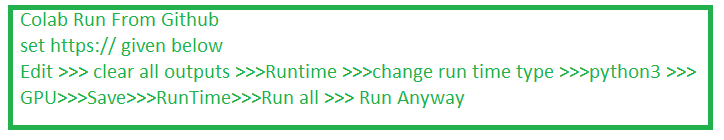 Colab Run From Github
set https:// given below
Edit >>> clear all outputs >>>Runtime >>>change run time type >>>python3 >>>
GPU>>>Save>>>RunTime>>>Run all >>> Run Anyway